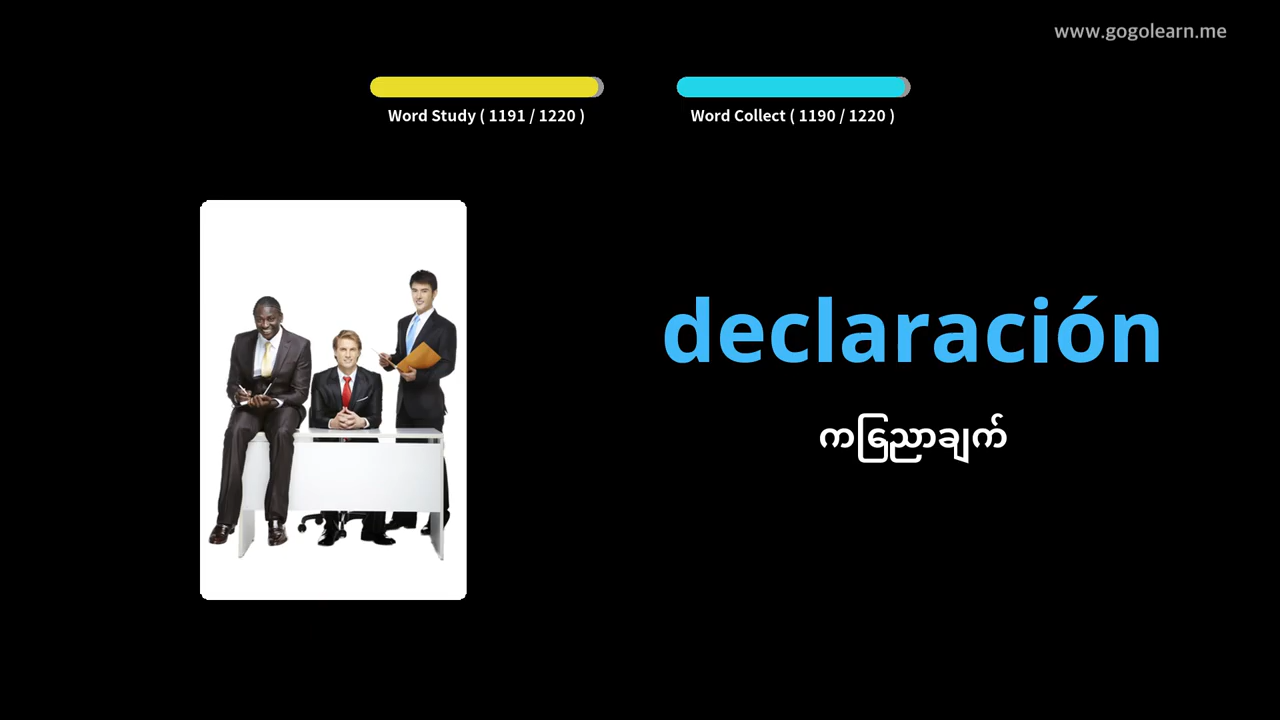 www.gogolearn.me
Word Study ( 1191 / 1220 )
Word Collect ( 1190 / 1220 )
declaración
ကြေညာချက်